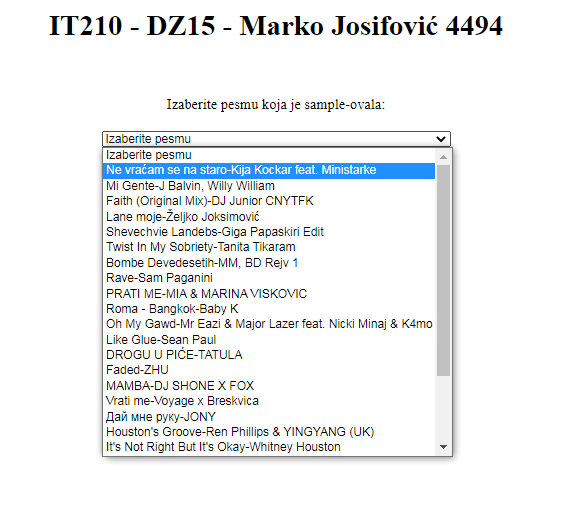 IT210 - DZ15 - Marko Josifović 4494
Izaberite pesmu koja je sample-ovala:
Izaberite pesmu
Izaberite pesmu
Ne vraćam se na staro-Kija Kockar feat. Ministarke
Mi Gente-J Balvin, Willy William
Faith (Original Mix)-DJ Junior CNYTFK
Lane moje-Željko Joksimović
Shevechvie Landebs-Giga Papaskiri Edit
Twist In My Sobriety-Tanita Tikaram
Bombe Devedesetih-MM, BD Rejv 1
Rave-Sam Paganini
PRATI ME-MIA & MARINA VISKOVIC
Roma - Bangkok-Baby K
Oh My Gawd-Mr Eazi & Major Lazer feat. Nicki Minaj & K4mo
Like Glue-Sean Paul
DROGU U PIĆE-TATULA
Faded-ZHU
MAMBA-DJ SHONE X FOX
Vrati me-Voyage x Breskvica
Дай мне руку-JONY
Houston's Groove-Ren Phillips & YINGYANG (UK)
It's Not Right But It's Okay-Whitney Houston